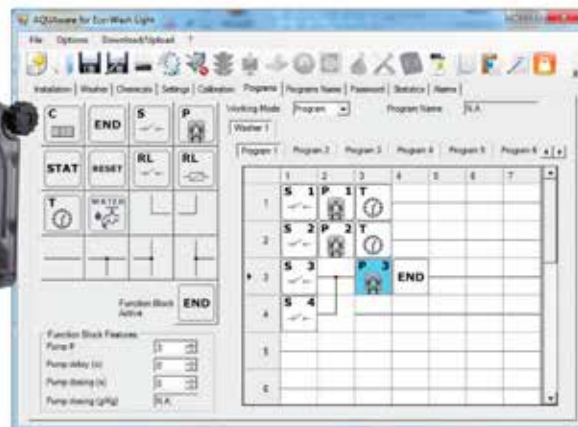 AQUAware for Eco-Wash Light
File Options Download/Upload ?
Installation Washer Chemicals Settings Calibration Programs Programs Name Password Statistics Alarms
C END S P
STAT RESET RL RL
T WATER
Function Block
Active
END
Function Block Features
Pump # 3
Pump delay (s) 0
Pump dosing (s) 0
Pump dosing (g/Kg) N.A.
Working Mode Program Program Name N.A.
Washer 1
Program 1 Program 2 Program 3 Program 4 Program 5 Program 6
1 2 3 4 5 6 7
1 S 1 P 1 T
2 S 2 P 2 T
3 S 3 P 3 END
4 S 4
5
6